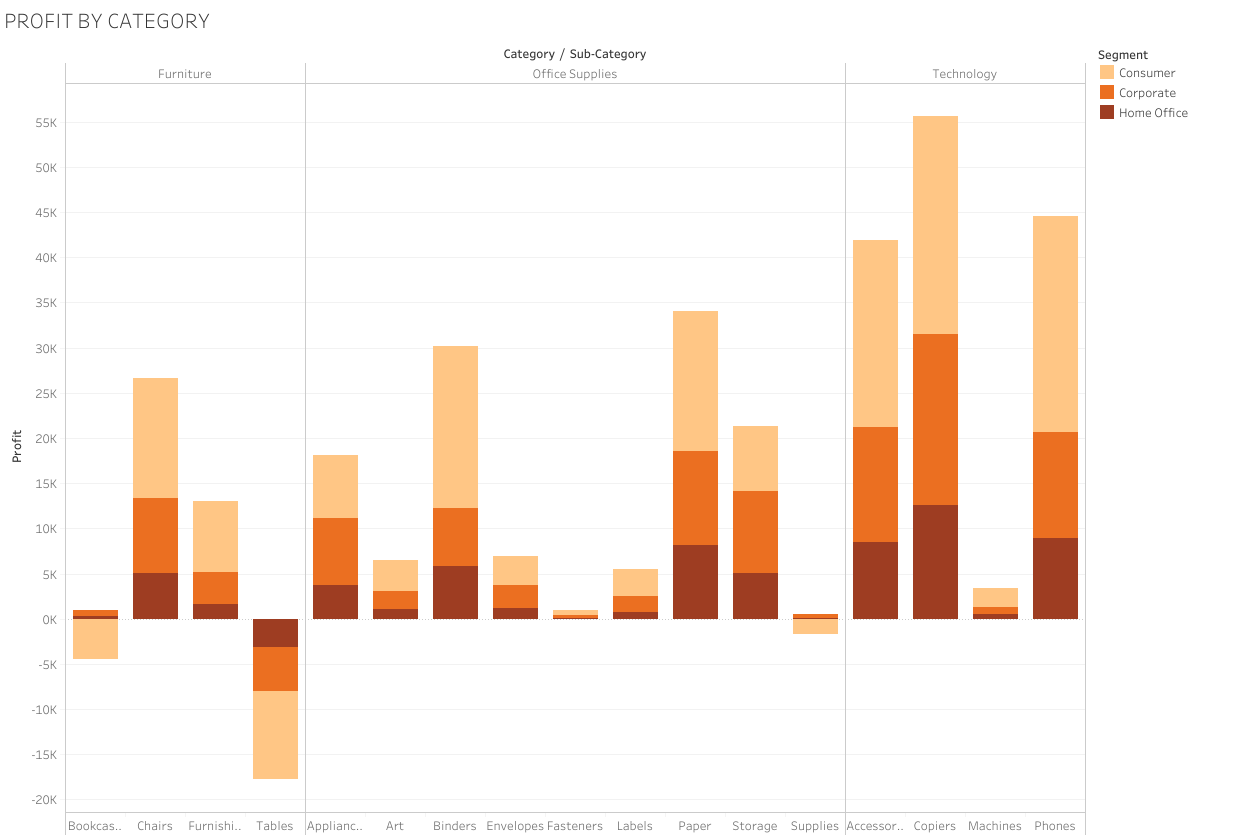 PROFIT BY CATEGORY
Category / Sub-Category
Furniture
Office Supplies
Technology
Segment
Consumer
Corporate
Home Office
Profit
55K
50K
45K
40K
35K
30K
25K
20K
15K
10K
5K
0K
-5K
-10K
-15K
-20K
Bookcas.. Chairs Furnishi.. Tables Applianc.. Art Binders Envelopes Fasteners Labels Paper Storage Supplies Accessor.. Copiers Machines Phones